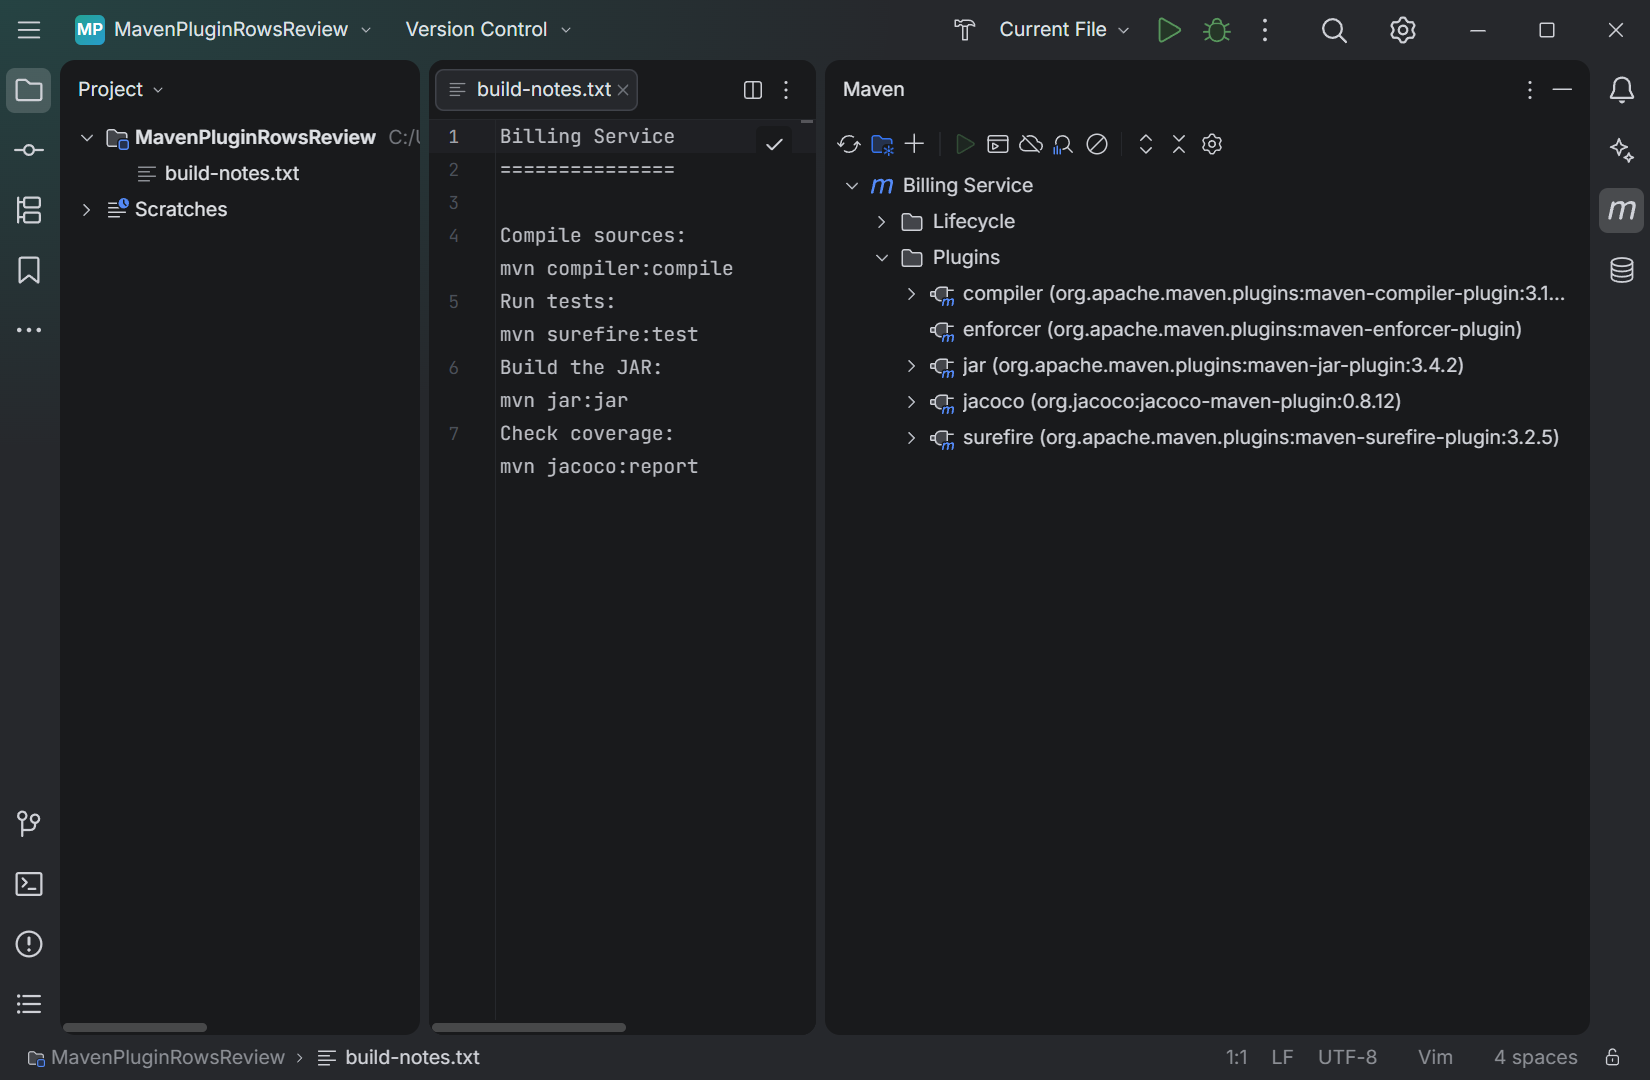 MP MavenPluginRowsReview Version Control Current File
Project
MavenPluginRowsReview C:/
build-notes.txt
Scratches
build-notes.txt
1 Billing Service
2 ===============
3
4 Compile sources:
mvn compiler:compile
5 Run tests:
mvn surefire:test
6 Build the JAR:
mvn jar:jar
7 Check coverage:
mvn jacoco:report
Maven
m Billing Service
Lifecycle
Plugins
compiler (org.apache.maven.plugins:maven-compiler-plugin:3.1...
enforcer (org.apache.maven.plugins:maven-enforcer-plugin)
jar (org.apache.maven.plugins:maven-jar-plugin:3.4.2)
jacoco (org.jacoco:jacoco-maven-plugin:0.8.12)
surefire (org.apache.maven.plugins:maven-surefire-plugin:3.2.5)
m
MavenPluginRowsReview › build-notes.txt 1:1 LF UTF-8 Vim 4 spaces